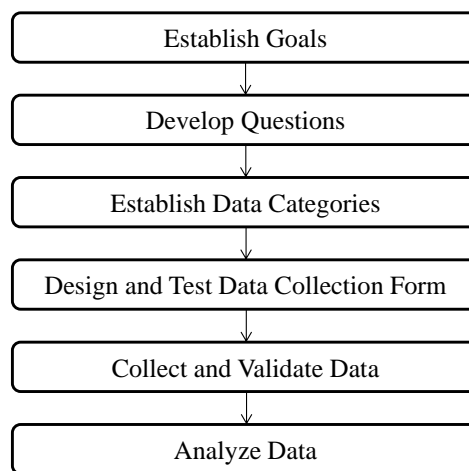 Establish Goals
Develop Questions
Establish Data Categories
Design and Test Data Collection Form
Collect and Validate Data
Analyze Data